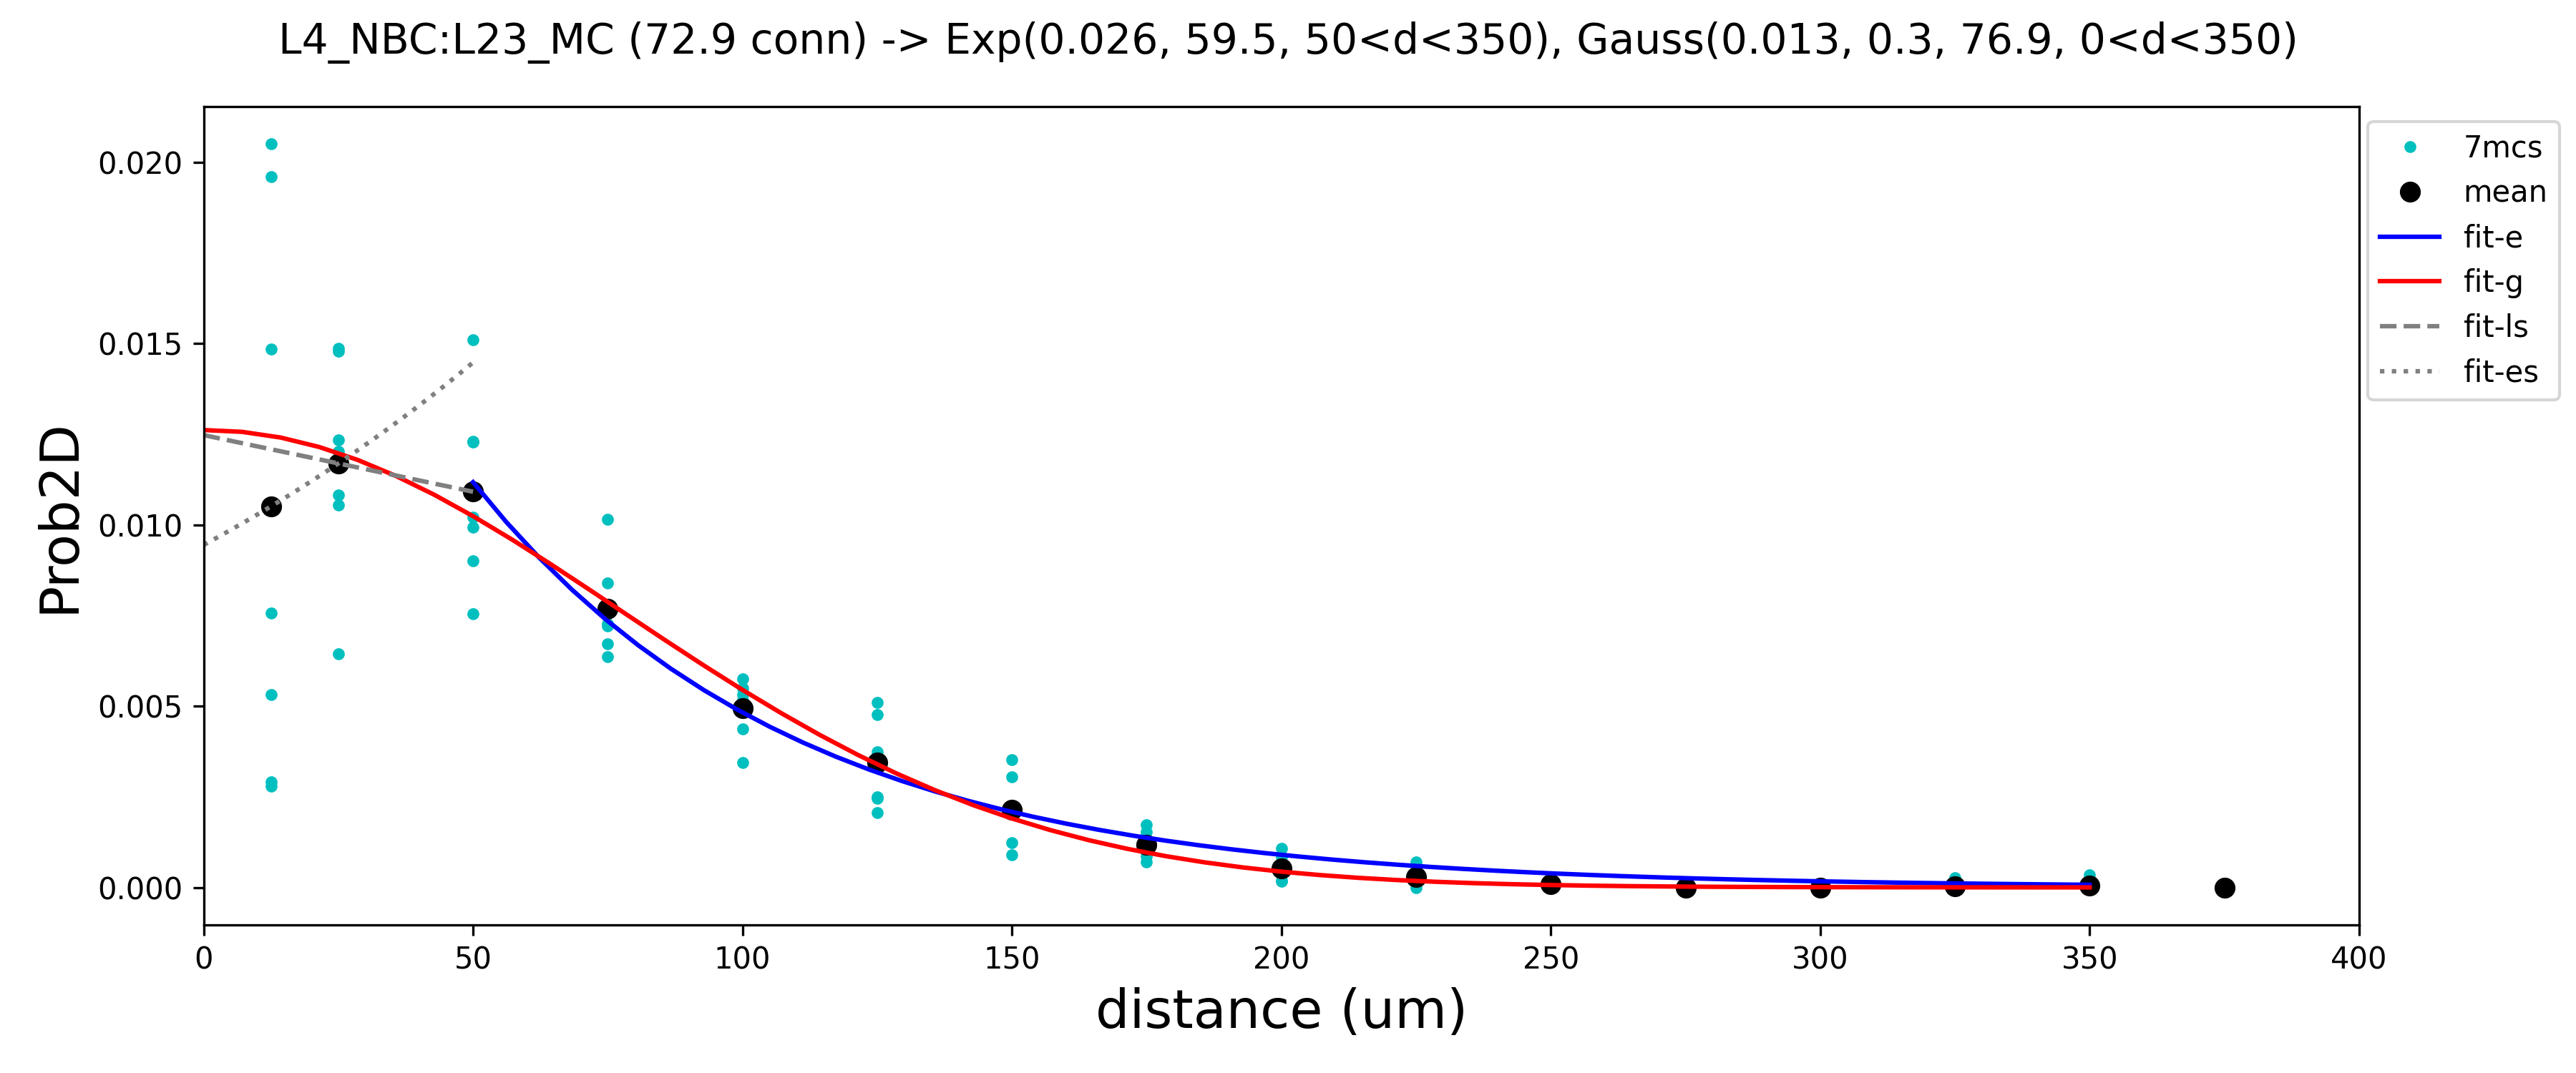 L4_NBC:L23_MC (72.9 conn) -> Exp(0.026, 59.5, 50<d<350), Gauss(0.013, 0.3, 76.9, 0<d<350)
Prob2D
0.020
0.015
0.010
0.005
0.000
0 50 100 150 200 250 300 350 400
distance (um)
7mcs
mean
fit-e
fit-g
fit-ls
fit-es